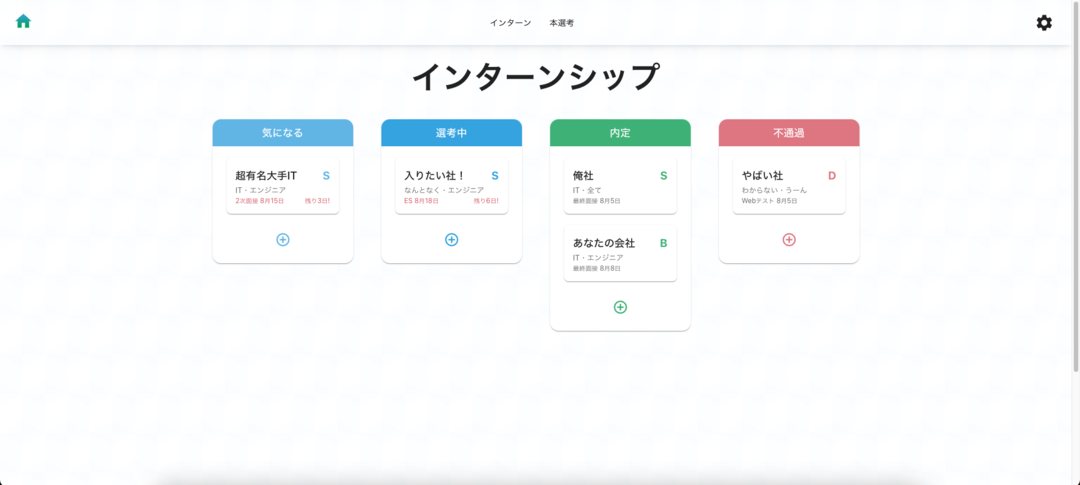 インターン 本選考
インターンシップ
気になる
超有名大手IT S
IT・エンジニア
2次面接 8月15日 残り3日!
選考中
入りたい社！ S
なんとなく・エンジニア
ES 8月18日 残り6日!
内定
俺社 S
IT・全て
最終面接 8月5日
あなたの会社 B
IT・エンジニア
最終面接 8月8日
不通過
やばい社 D
わからない・うーん
Webテスト 8月5日